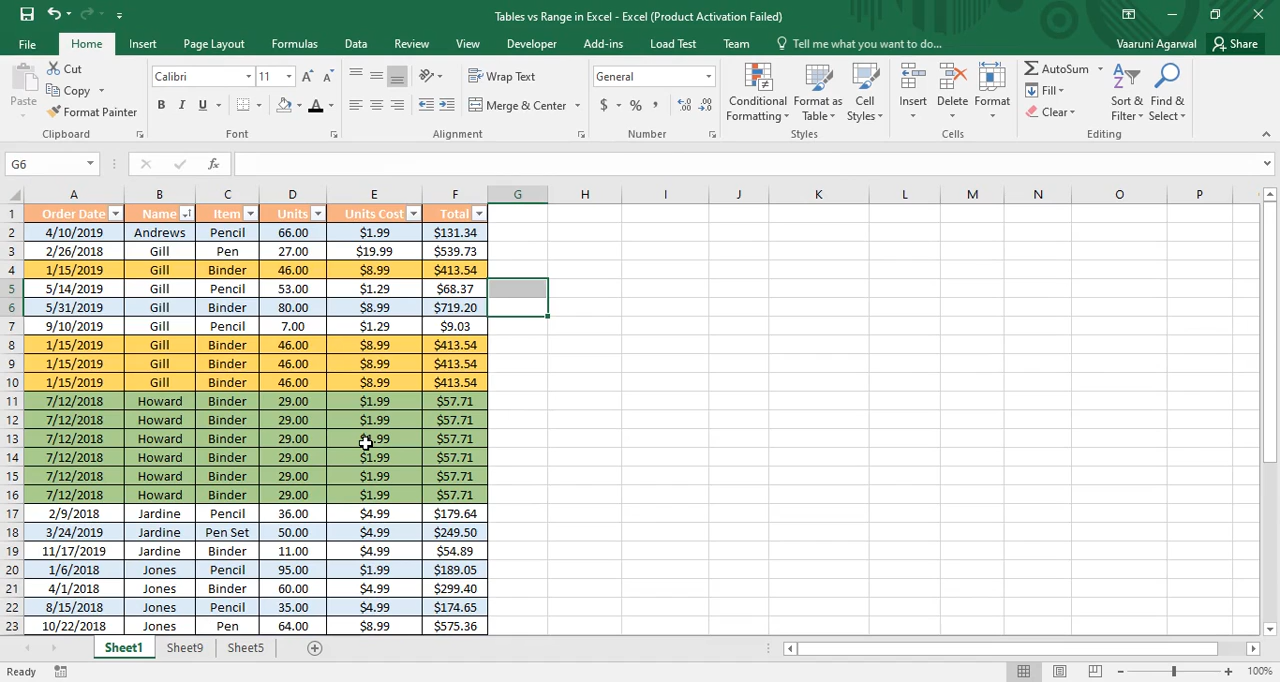 Tables vs Range in Excel - Excel (Product Activation Failed)
File Home Insert Page Layout Formulas Data Review View Developer Add-ins Load Test Team Tell me what you want to do... Vaaruni Agarwal Share
Paste Cut Copy Format Painter Clipboard
Calibri 11 B I U A Font
Wrap Text Merge & Center Alignment
General $ % , Number
Conditional Formatting Format as Table Cell Styles Styles
Insert Delete Format Cells
AutoSum Fill Clear Sort & Filter Find & Select Editing
G6 fx
A B C D E F G H I J K L M N O P
1 Order Date Name Item Units Units Cost Total
2 4/10/2019 Andrews Pencil 66.00 $1.99 $131.34
3 2/26/2018 Gill Pen 27.00 $19.99 $539.73
4 1/15/2019 Gill Binder 46.00 $8.99 $413.54
5 5/14/2019 Gill Pencil 53.00 $1.29 $68.37
6 5/31/2019 Gill Binder 80.00 $8.99 $719.20
7 9/10/2019 Gill Pencil 7.00 $1.29 $9.03
8 1/15/2019 Gill Binder 46.00 $8.99 $413.54
9 1/15/2019 Gill Binder 46.00 $8.99 $413.54
10 1/15/2019 Gill Binder 46.00 $8.99 $413.54
11 7/12/2018 Howard Binder 29.00 $1.99 $57.71
12 7/12/2018 Howard Binder 29.00 $1.99 $57.71
13 7/12/2018 Howard Binder 29.00 $1.99 $57.71
14 7/12/2018 Howard Binder 29.00 $1.99 $57.71
15 7/12/2018 Howard Binder 29.00 $1.99 $57.71
16 7/12/2018 Howard Binder 29.00 $1.99 $57.71
17 2/9/2018 Jardine Pencil 36.00 $4.99 $179.64
18 3/24/2019 Jardine Pen Set 50.00 $4.99 $249.50
19 11/17/2019 Jardine Binder 11.00 $4.99 $54.89
20 1/6/2018 Jones Pencil 95.00 $1.99 $189.05
21 4/1/2018 Jones Binder 60.00 $4.99 $299.40
22 8/15/2018 Jones Pencil 35.00 $4.99 $174.65
23 10/22/2018 Jones Pen 64.00 $8.99 $575.36
Sheet1 Sheet9 Sheet5
Ready 100%